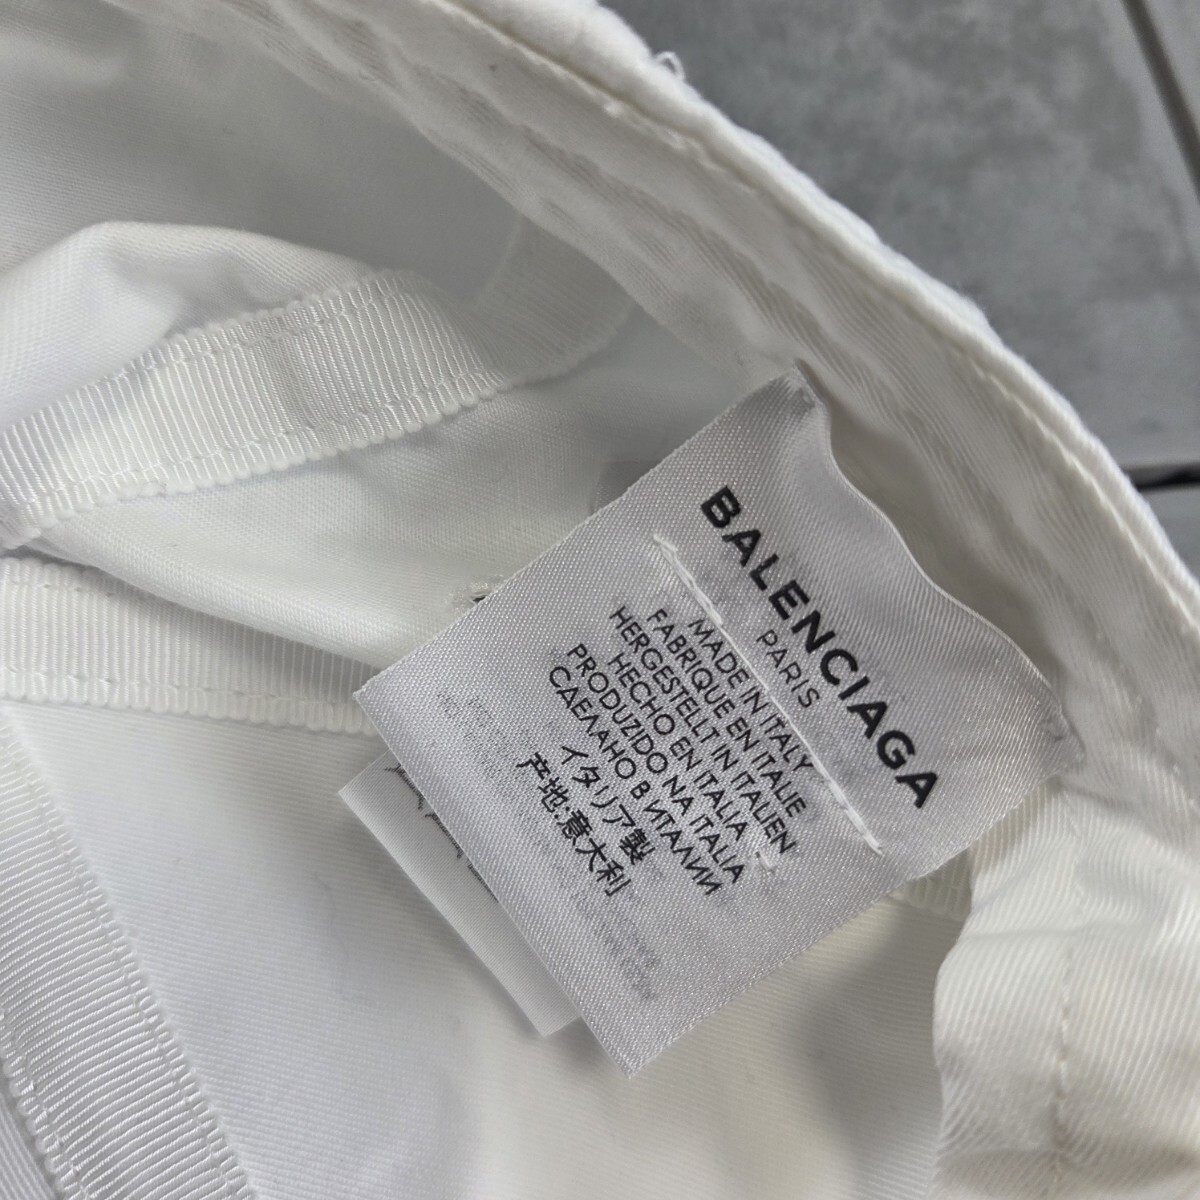 BALENCIAGA
PARIS
MADE IN ITALY
FABRIQUE EN ITALIE
HERGESTELLT IN ITALIEN
HECHO EN ITALIA
PRODUZIDO NA ITALIA
СДЕЛАНО В ИТАЛИИ
イタリア製
产地:意大利